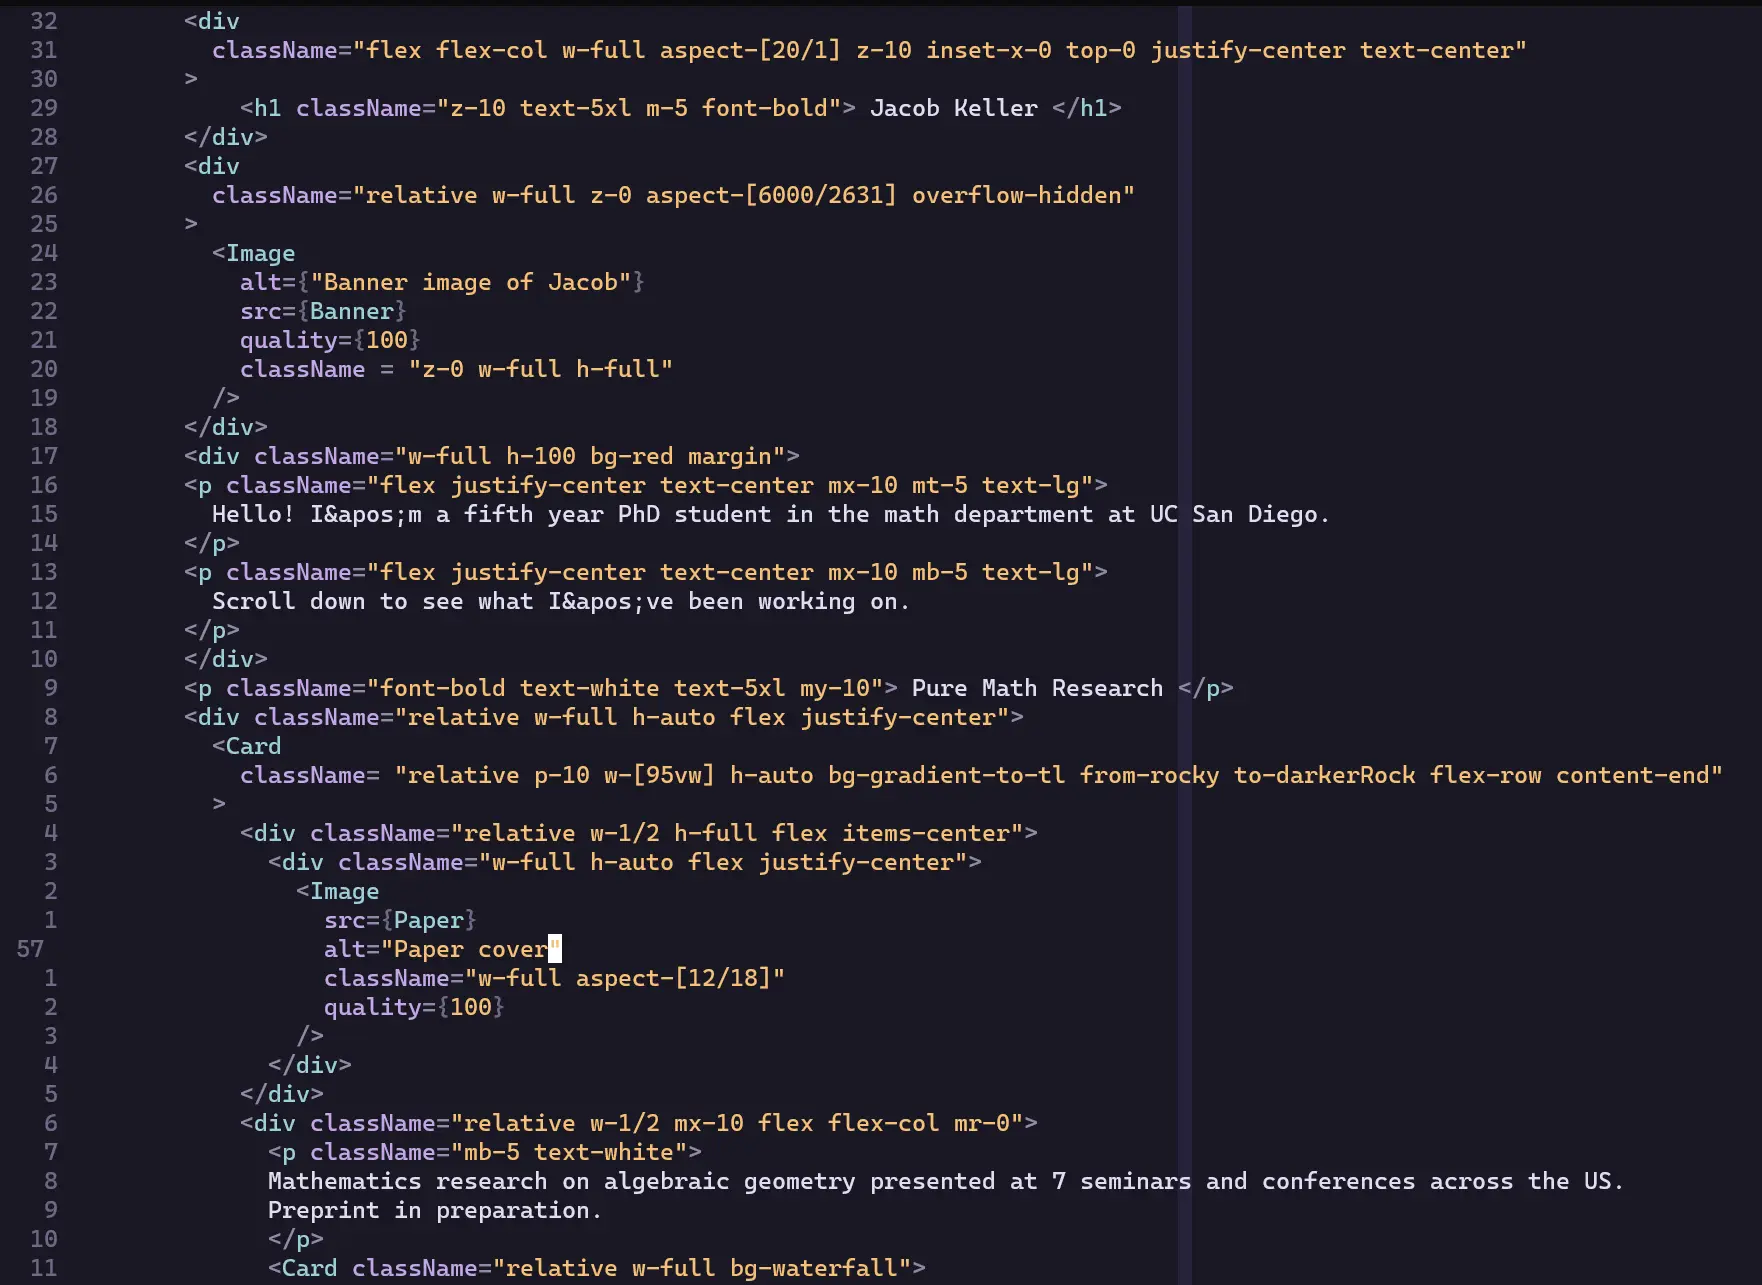 32 <div
31 className="flex flex-col w-full aspect-[20/1] z-10 inset-x-0 top-0 justify-center text-center"
30 >
29 <h1 className="z-10 text-5xl m-5 font-bold"> Jacob Keller </h1>
28 </div>
27 <div
26 className="relative w-full z-0 aspect-[6000/2631] overflow-hidden"
25 >
24 <Image
23 alt={"Banner image of Jacob"}
22 src={Banner}
21 quality={100}
20 className = "z-0 w-full h-full"
19 />
18 </div>
17 <div className="w-full h-100 bg-red margin">
16 <p className="flex justify-center text-center mx-10 mt-5 text-lg">
15 Hello! I&apos;m a fifth year PhD student in the math department at UC San Diego.
14 </p>
13 <p className="flex justify-center text-center mx-10 mb-5 text-lg">
12 Scroll down to see what I&apos;ve been working on.
11 </p>
10 </div>
9 <p className="font-bold text-white text-5xl my-10"> Pure Math Research </p>
8 <div className="relative w-full h-auto flex justify-center">
7 <Card
6 className= "relative p-10 w-[95vw] h-auto bg-gradient-to-tl from-rocky to-darkerRock flex-row content-end"
5 >
4 <div className="relative w-1/2 h-full flex items-center">
3 <div className="w-full h-auto flex justify-center">
2 <Image
1 src={Paper}
57 alt="Paper cover"
1 className="w-full aspect-[12/18]"
2 quality={100}
3 />
4 </div>
5 </div>
6 <div className="relative w-1/2 mx-10 flex flex-col mr-0">
7 <p className="mb-5 text-white">
8 Mathematics research on algebraic geometry presented at 7 seminars and conferences across the US.
9 Preprint in preparation.
10 </p>
11 <Card className="relative w-full bg-waterfall">